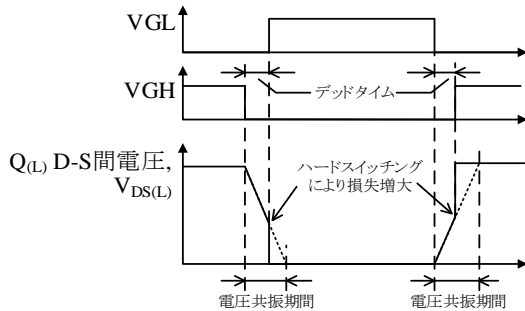 VGL
VGH
デッドタイム
Q(L) D-S間電圧,
VDS(L)
ハードスイッチング
により損失増大
電圧共振期間
電圧共振期間